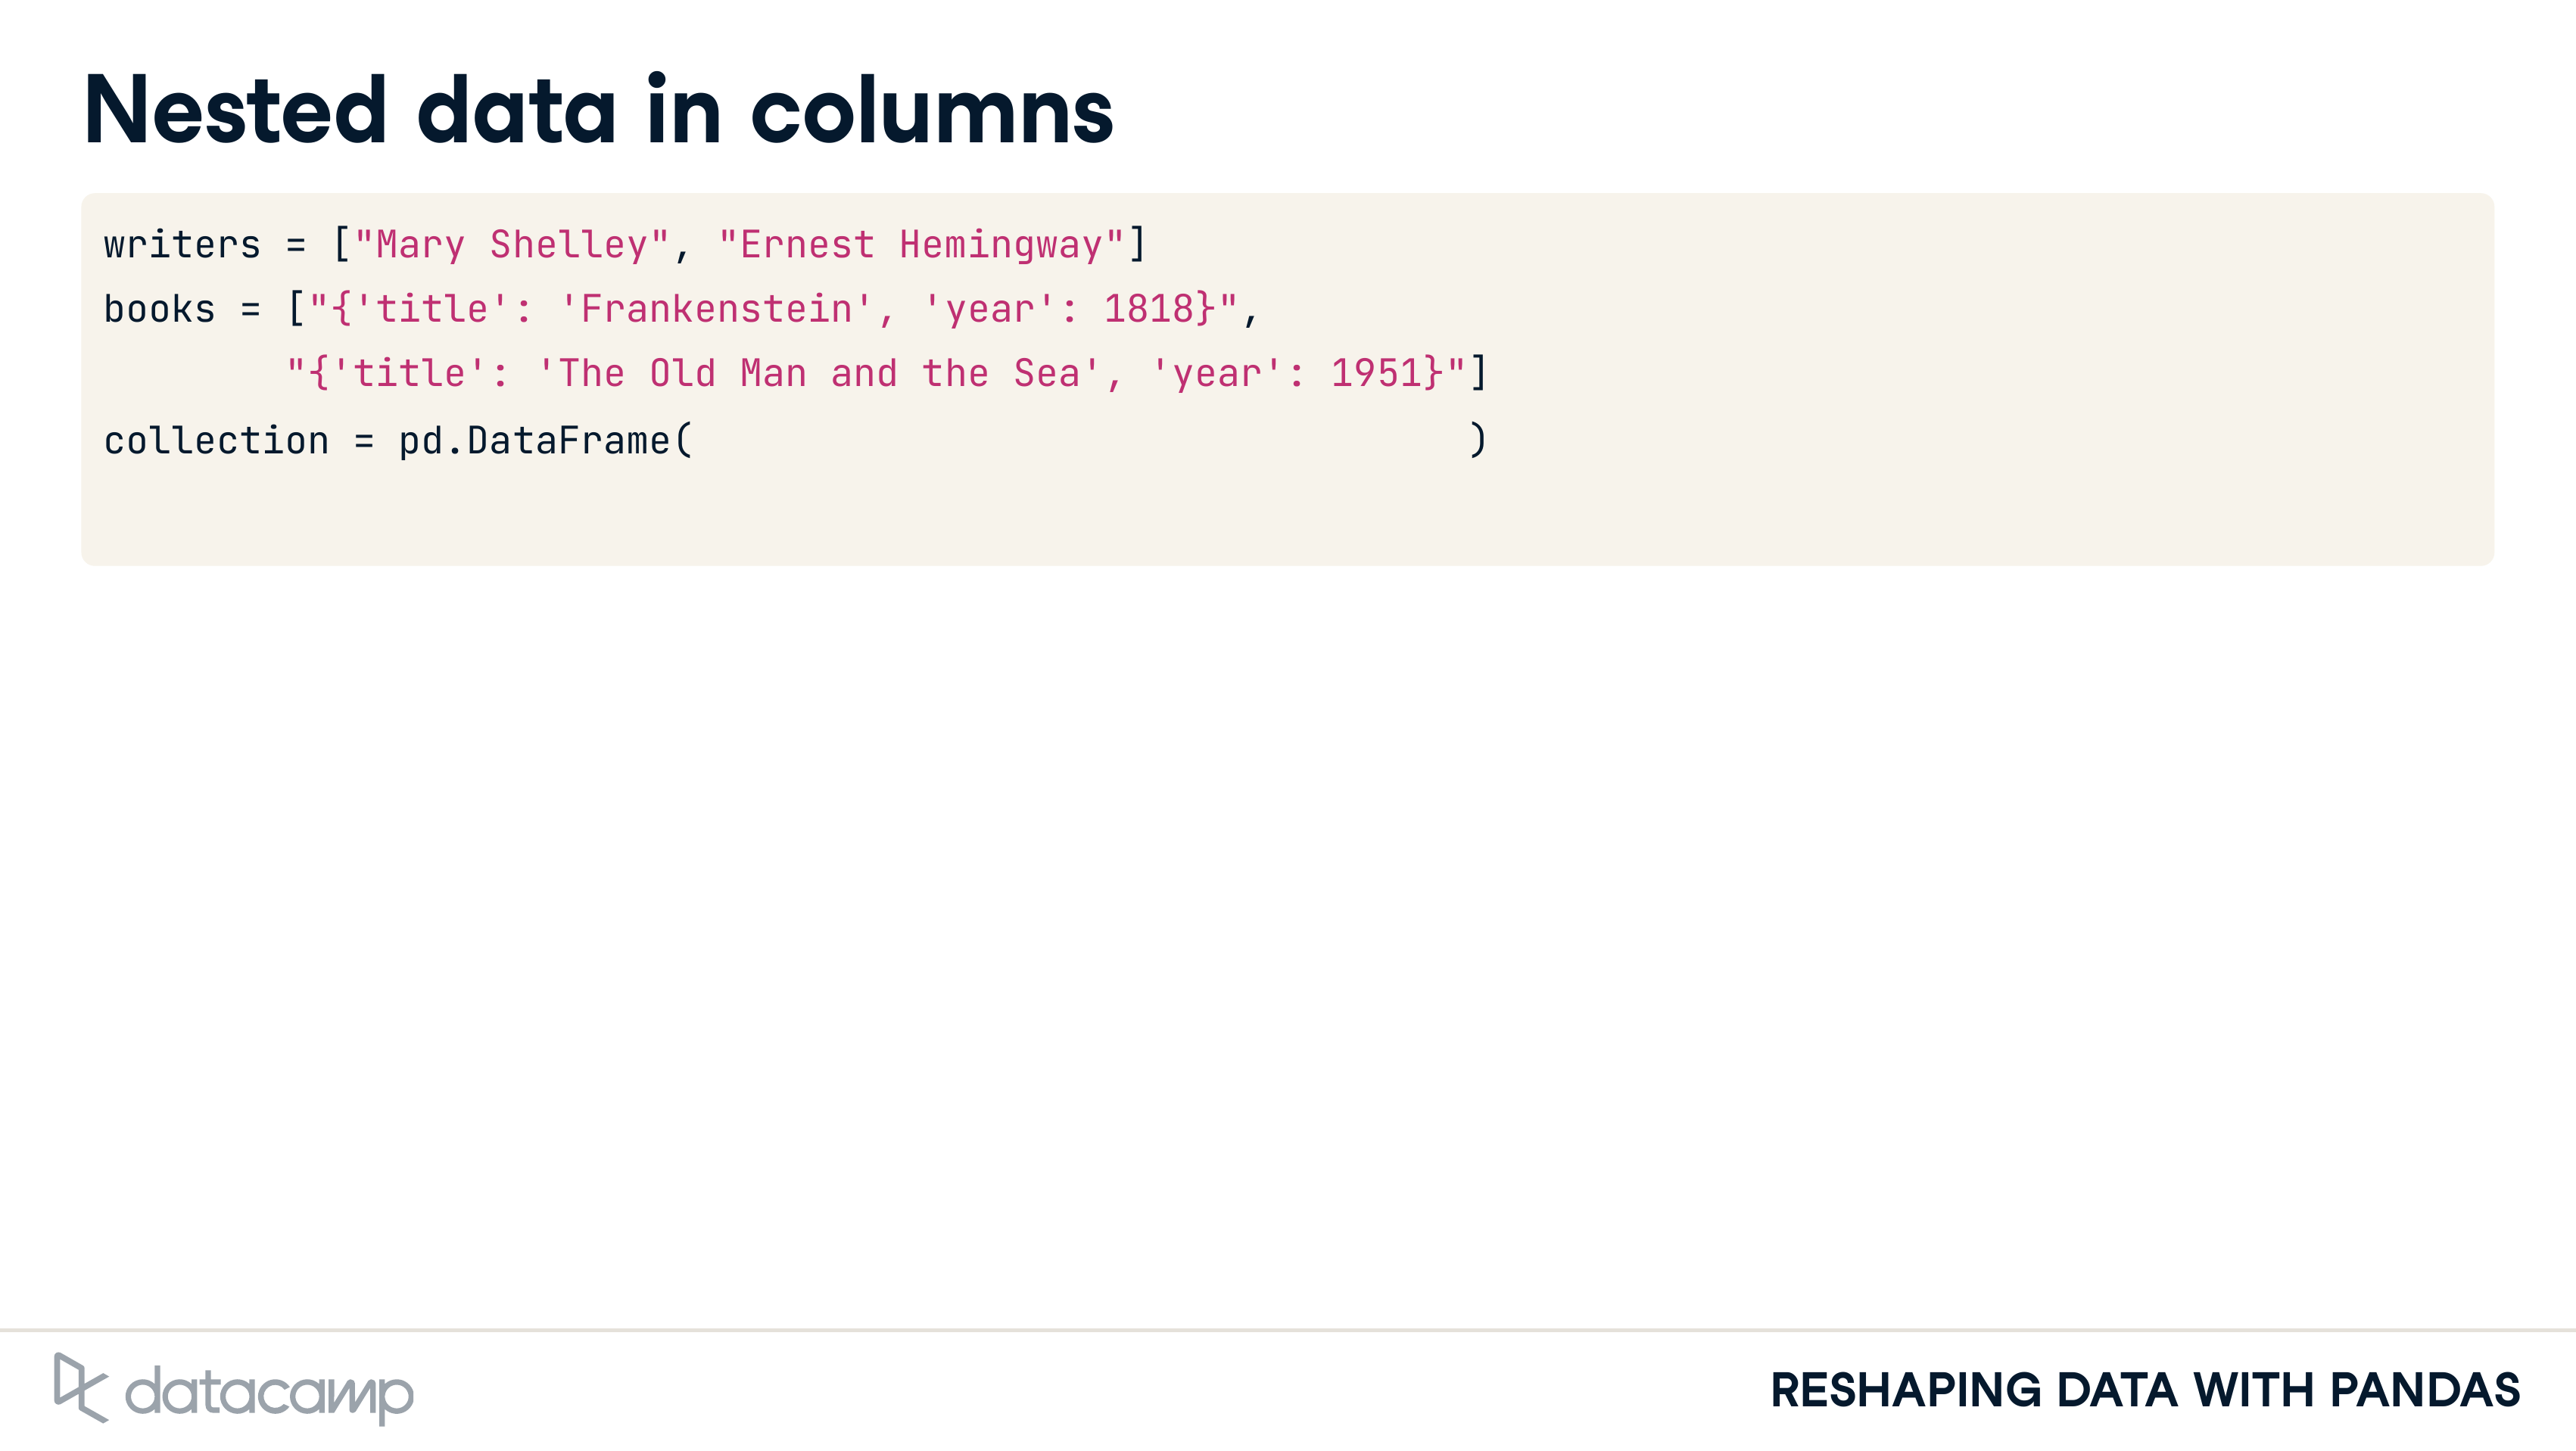 Nested data in columns
writers = ["Mary Shelley", "Ernest Hemingway"]
books = ["{'title': 'Frankenstein', 'year': 1818}",
"{'title': 'The Old Man and the Sea', 'year': 1951}"]
collection = pd.DataFrame( )
datacamp
RESHAPING DATA WITH PANDAS